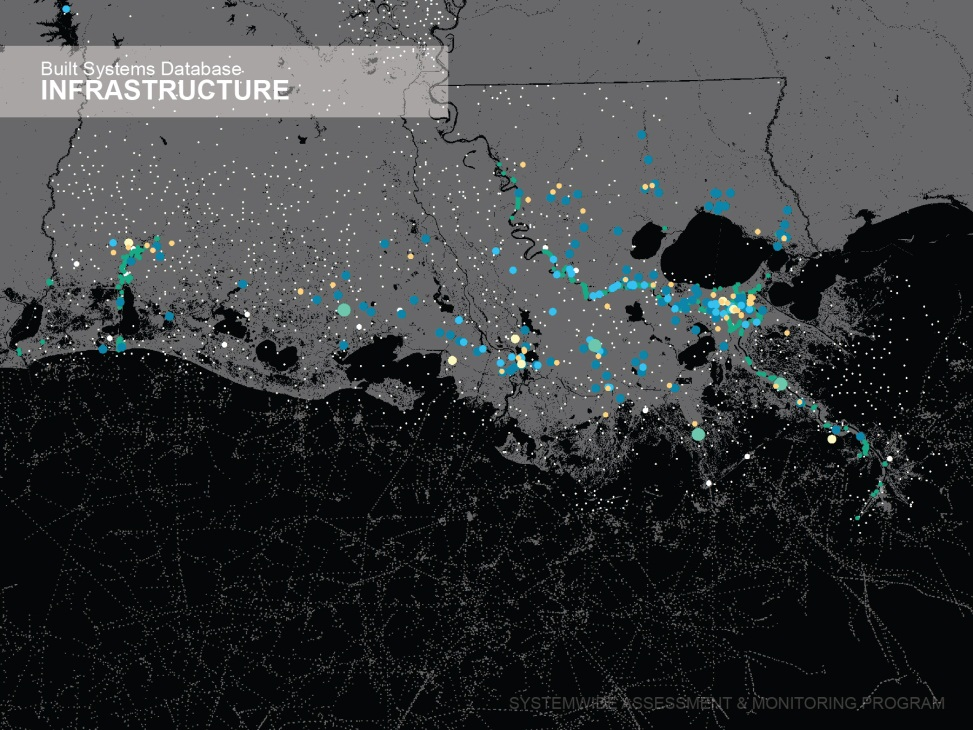 Built Systems Database
INFRASTRUCTURE
SYSTEMWIDE ASSESSMENT & MONITORING PROGRAM